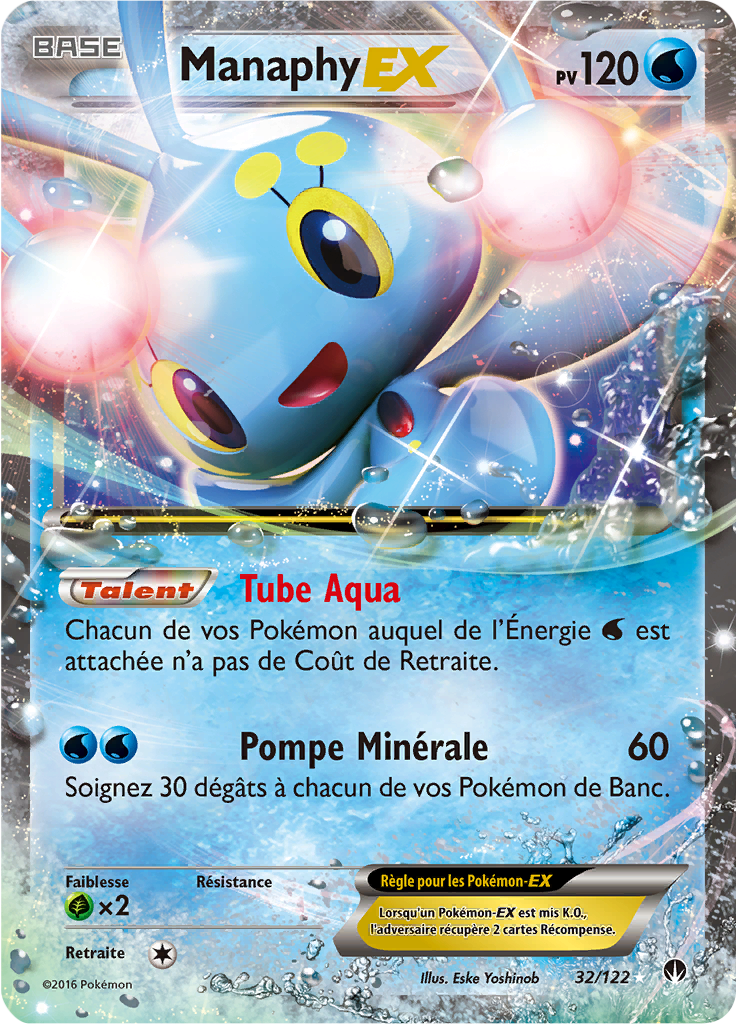 BASE
Manaphy EX
PV 120
Talent Tube Aqua
Chacun de vos Pokémon auquel de l'Énergie est
attachée n'a pas de Coût de Retraite.
Pompe Minérale 60
Soignez 30 dégâts à chacun de vos Pokémon de Banc.
Faiblesse
×2
Résistance
Retraite
Règle pour les Pokémon-EX
Lorsqu'un Pokémon-EX est mis K.O.,
l'adversaire récupère 2 cartes Récompense.
©2016 Pokémon
Illus. Eske Yoshinob
32/122